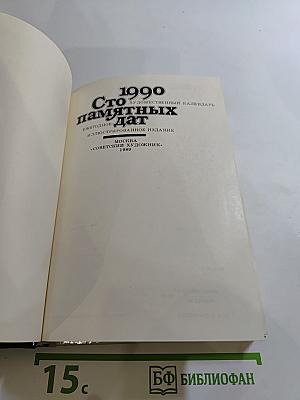 1990
Сто
ХУДОЖЕСТВЕННЫЙ КАЛЕНДАРЬ
памятных
ЕЖЕГОДНОЕ
дат
ИЛЛЮСТРИРОВАННОЕ ИЗДАНИЕ
МОСКВА
«СОВЕТСКИЙ ХУДОЖНИК»
1989
15с
БФ БИБЛИОФАН